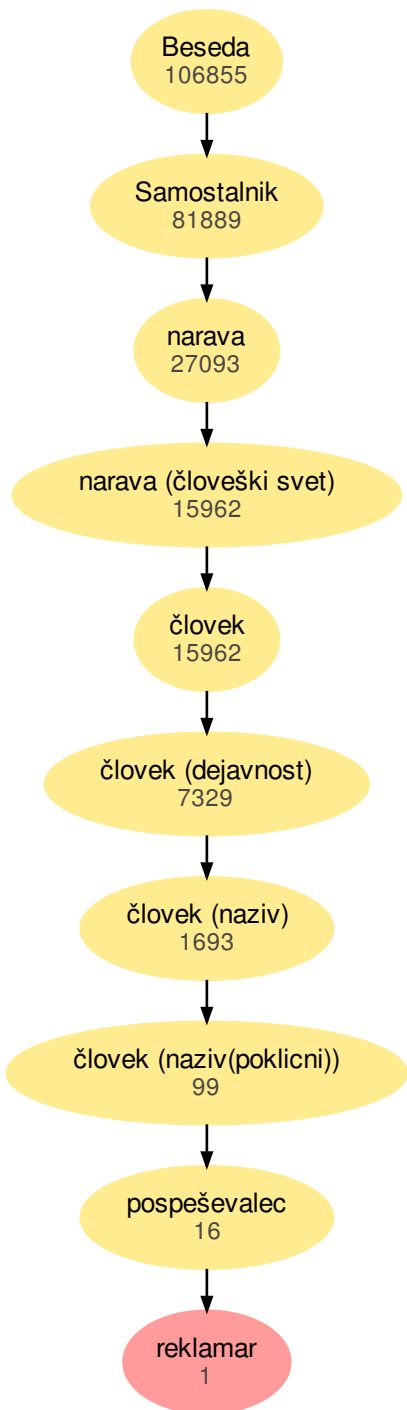 Beseda
106855
Samostalnik
81889
narava
27093
narava (človeški svet)
15962
človek
15962
človek (dejavnost)
7329
človek (naziv)
1693
človek (naziv(poklicni))
99
pospeševalec
16
reklamar
1